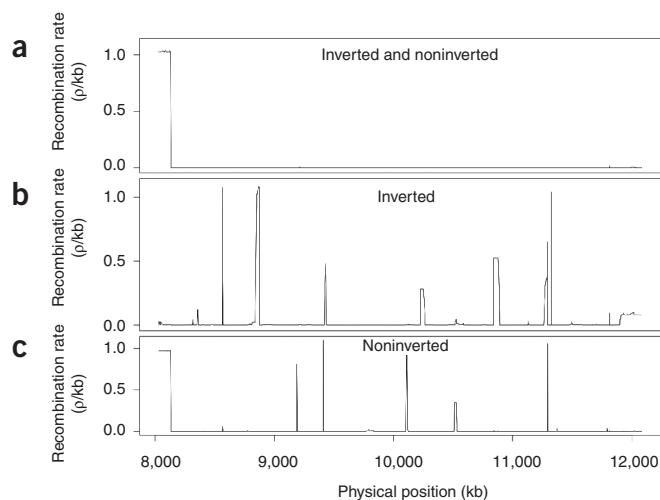 a
Recombination rate
(ρ/kb)
1.0
0.5
0.0
Inverted and noninverted
b
Recombination rate
(ρ/kb)
1.0
0.5
0.0
Inverted
c
Recombination rate
(ρ/kb)
1.0
0.5
0.0
Noninverted
8,000
9,000
10,000
11,000
12,000
Physical position (kb)